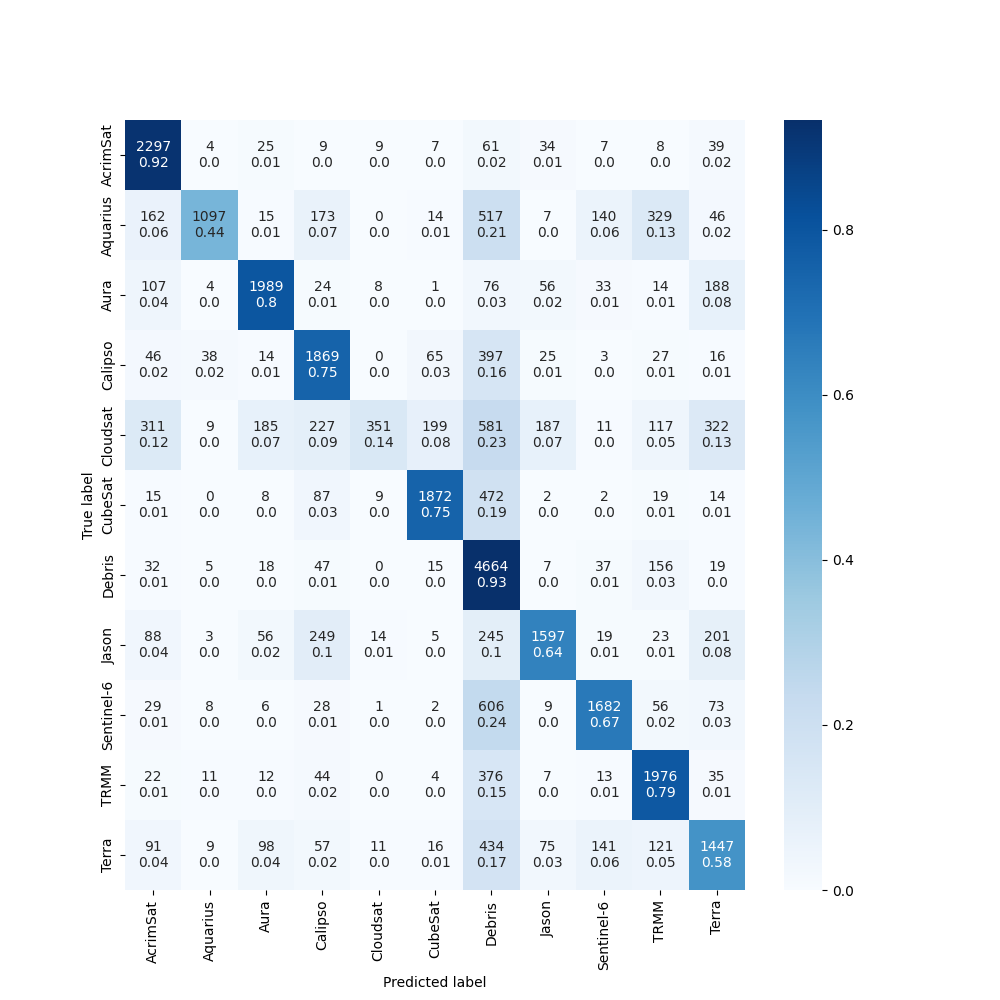 AcrimSat 2297 4 25 9 9 7 61 34 7 8 39
0.92 0.0 0.01 0.0 0.0 0.0 0.02 0.01 0.0 0.0 0.02
Aquarius 162 1097 15 173 0 14 517 7 140 329 46
0.06 0.44 0.01 0.07 0.0 0.01 0.21 0.0 0.06 0.13 0.02
Aura 107 4 1989 24 8 1 76 56 33 14 188
0.04 0.0 0.8 0.01 0.0 0.0 0.03 0.02 0.01 0.01 0.08
Calipso 46 38 14 1869 0 65 397 25 3 27 16
0.02 0.02 0.01 0.75 0.0 0.03 0.16 0.01 0.0 0.01 0.01
Cloudsat 311 9 185 227 351 199 581 187 11 117 322
0.12 0.0 0.07 0.09 0.14 0.08 0.23 0.07 0.0 0.05 0.13
CubeSat 15 0 8 87 9 1872 472 2 2 19 14
0.01 0.0 0.0 0.03 0.0 0.75 0.19 0.0 0.0 0.01 0.01
Debris 32 5 18 47 0 15 4664 7 37 156 19
0.01 0.0 0.0 0.01 0.0 0.0 0.93 0.0 0.01 0.03 0.0
Jason 88 3 56 249 14 5 245 1597 19 23 201
0.04 0.0 0.02 0.1 0.01 0.0 0.1 0.64 0.01 0.01 0.08
Sentinel-6 29 8 6 28 1 2 606 9 1682 56 73
0.01 0.0 0.0 0.01 0.0 0.0 0.24 0.0 0.67 0.02 0.03
TRMM 22 11 12 44 0 4 376 7 13 1976 35
0.01 0.0 0.0 0.02 0.0 0.0 0.15 0.0 0.01 0.79 0.01
Terra 91 9 98 57 11 16 434 75 141 121 1447
0.04 0.0 0.04 0.02 0.0 0.01 0.17 0.03 0.06 0.05 0.58
True label
AcrimSat Aquarius Aura Calipso Cloudsat CubeSat Debris Jason Sentinel-6 TRMM Terra
Predicted label
0.8
0.6
0.4
0.2
0.0